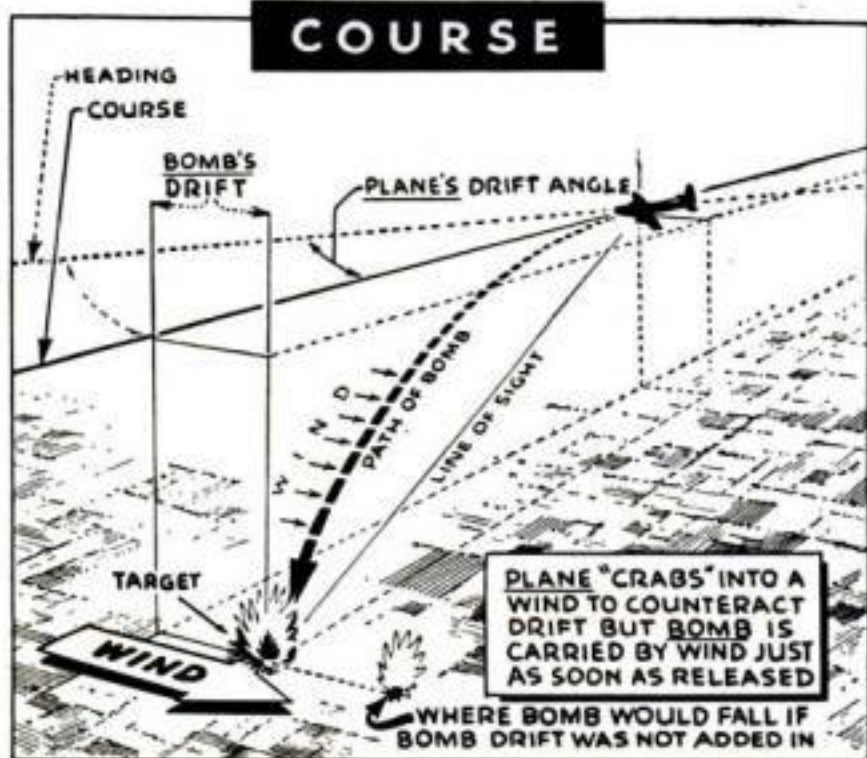 COURSE
HEADING
COURSE
BOMB'S
DRIFT
PLANE'S DRIFT ANGLE
WIND
PATH OF BOMB
LINE OF SIGHT
TARGET
WIND
PLANE "CRABS" INTO A
WIND TO COUNTERACT
DRIFT BUT BOMB IS
CARRIED BY WIND JUST
AS SOON AS RELEASED
WHERE BOMB WOULD FALL IF
BOMB DRIFT WAS NOT ADDED IN